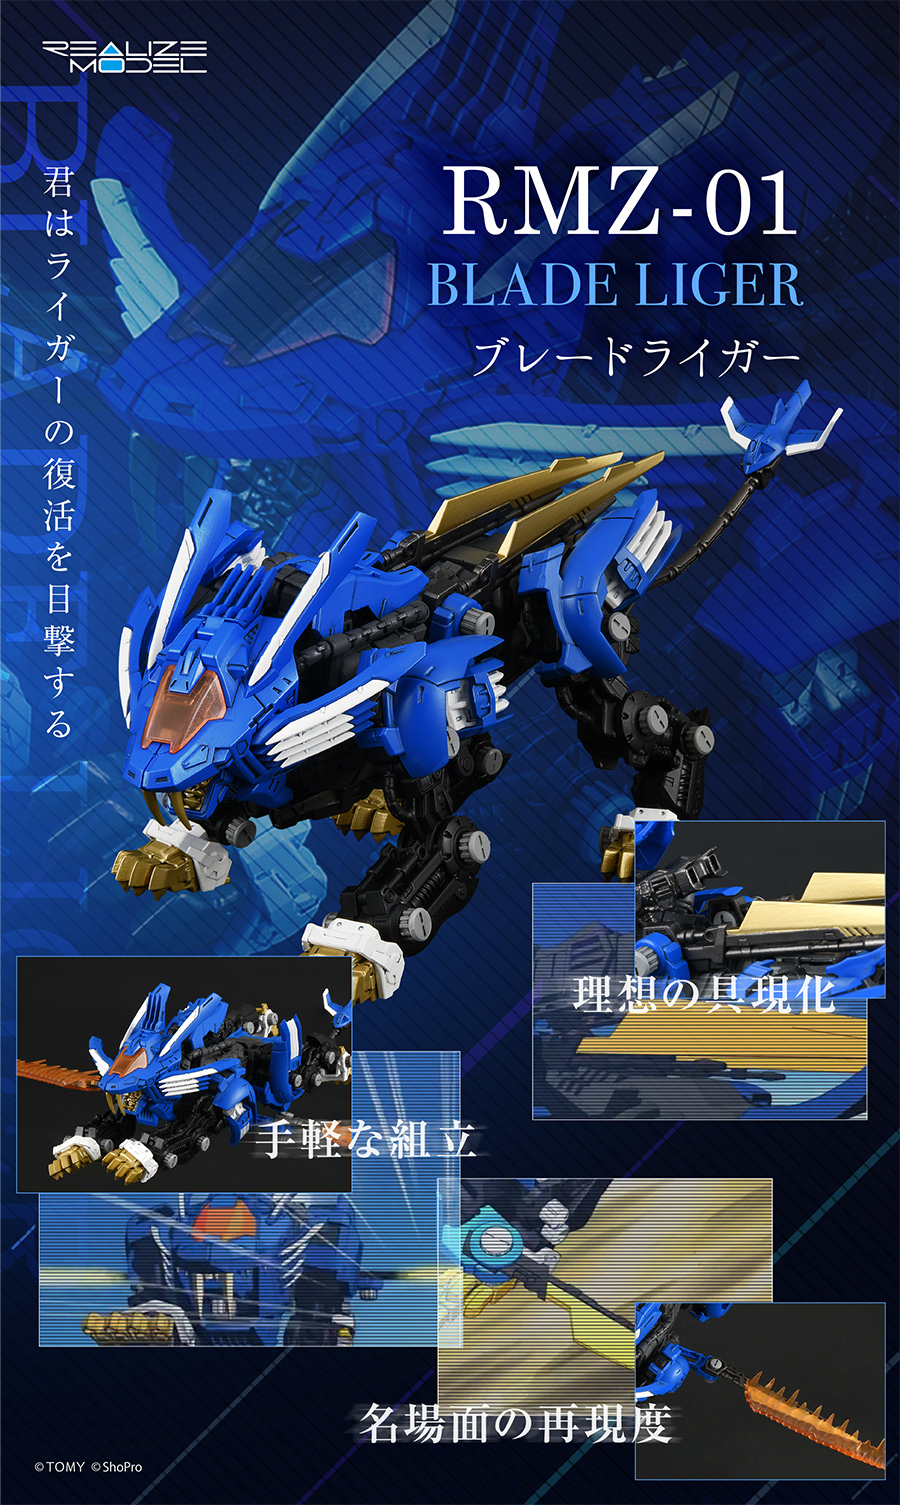 REALIZE
MODEL
RMZ-01
BLADE LIGER
ブレードライガー
君はライガーの復活を目撃する
理想の具現化
手軽な組立
名場面の再現度
©TOMY ©ShoPro